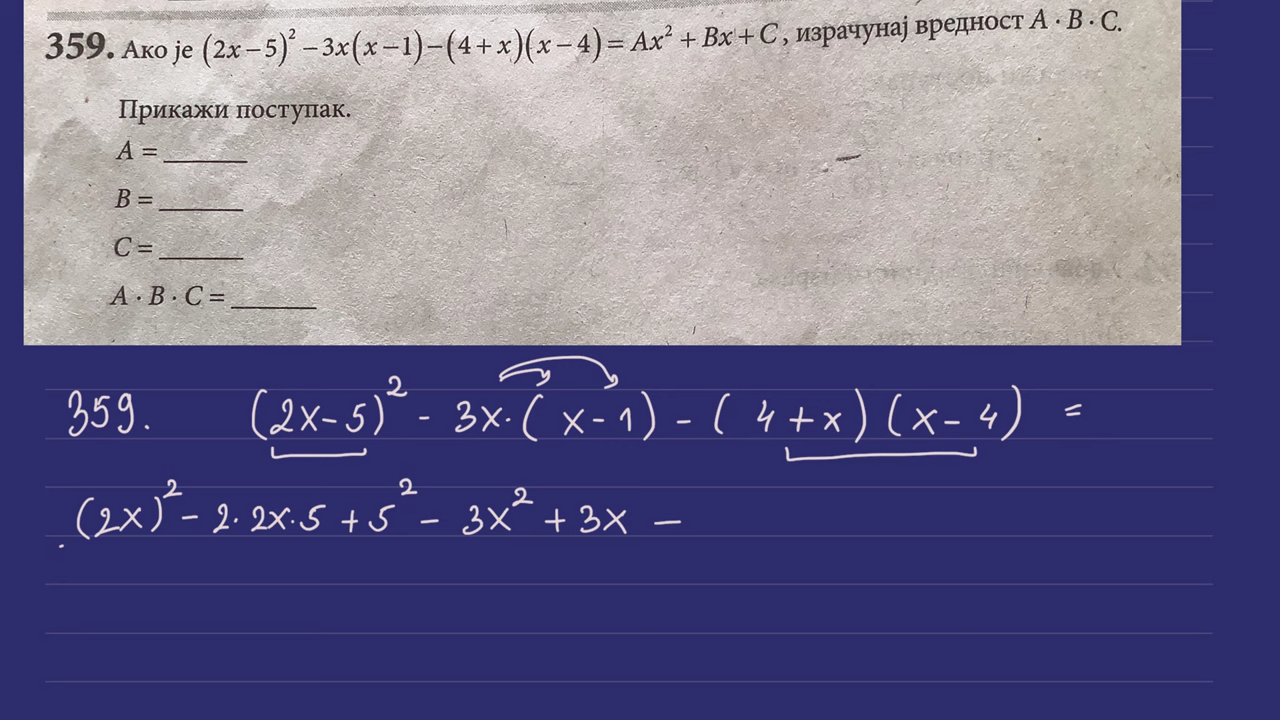 359. Ако је (2x−5)² −3x(x−1)−(4+x)(x−4)= Ax² + Bx + C, израчунај вредност A · B · C.
Прикажи поступак.
A = ______
B = ______
C = ______
A · B · C = ______
359. (2x−5)² - 3x·(x−1) − (4+x)(x−4) =
(2x)² − 2·2x·5 + 5² − 3x² + 3x −